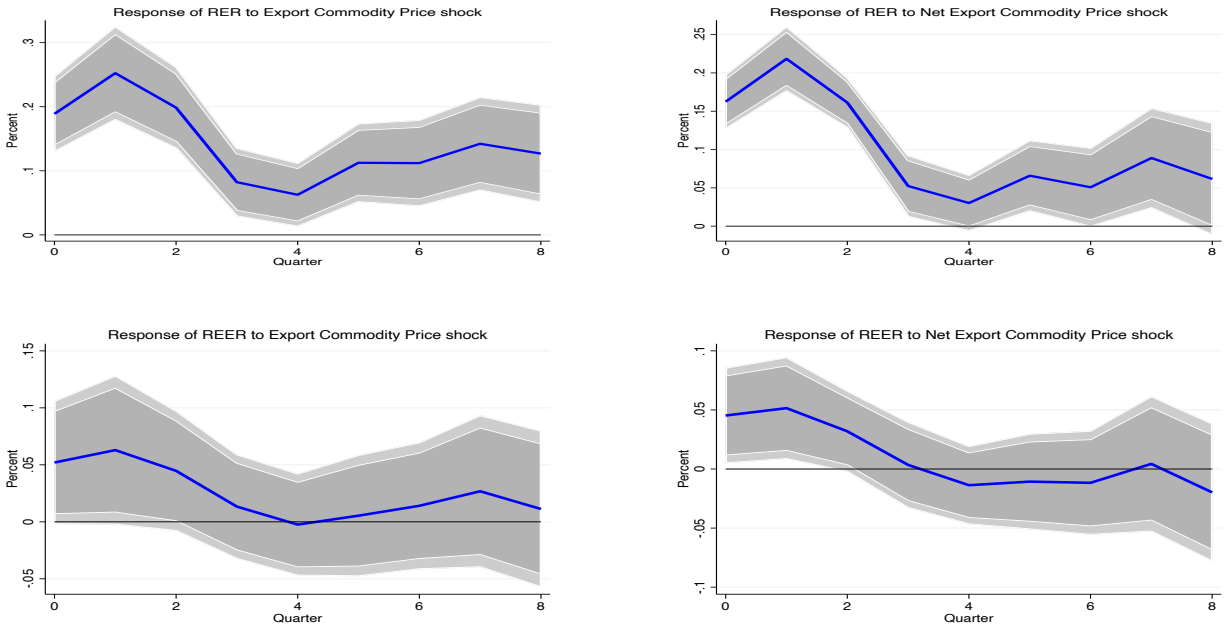 Response of RER to Export Commodity Price shock
Percent
.3
.2
.1
0
0 2 4 6 8
Quarter
Response of RER to Net Export Commodity Price shock
Percent
.25
.2
.15
.1
.05
0
0 2 4 6 8
Quarter
Response of REER to Export Commodity Price shock
Percent
.15
.1
.05
0
-.05
0 2 4 6 8
Quarter
Response of REER to Net Export Commodity Price shock
Percent
.1
.05
0
-.05
-.1
0 2 4 6 8
Quarter